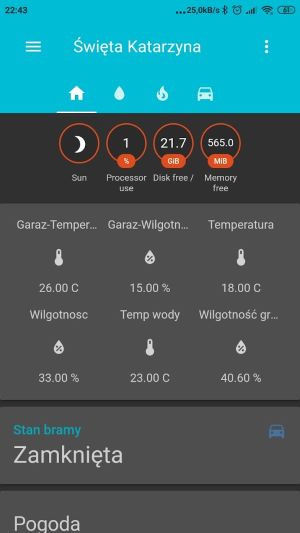 22:43 ...25,0kB/s 61
Święta Katarzyna
1 21.7 565.0
% GiB MiB
Sun Processor use Disk free / Memory free
Garaz-Temper... Garaz-Wilgotn... Temperatura
26.00 C 15.00 % 18.00 C
Wilgotnosc Temp wody Wilgotność gr...
33.00 % 23.00 C 40.60 %
Stan bramy
Zamknięta
Pogoda